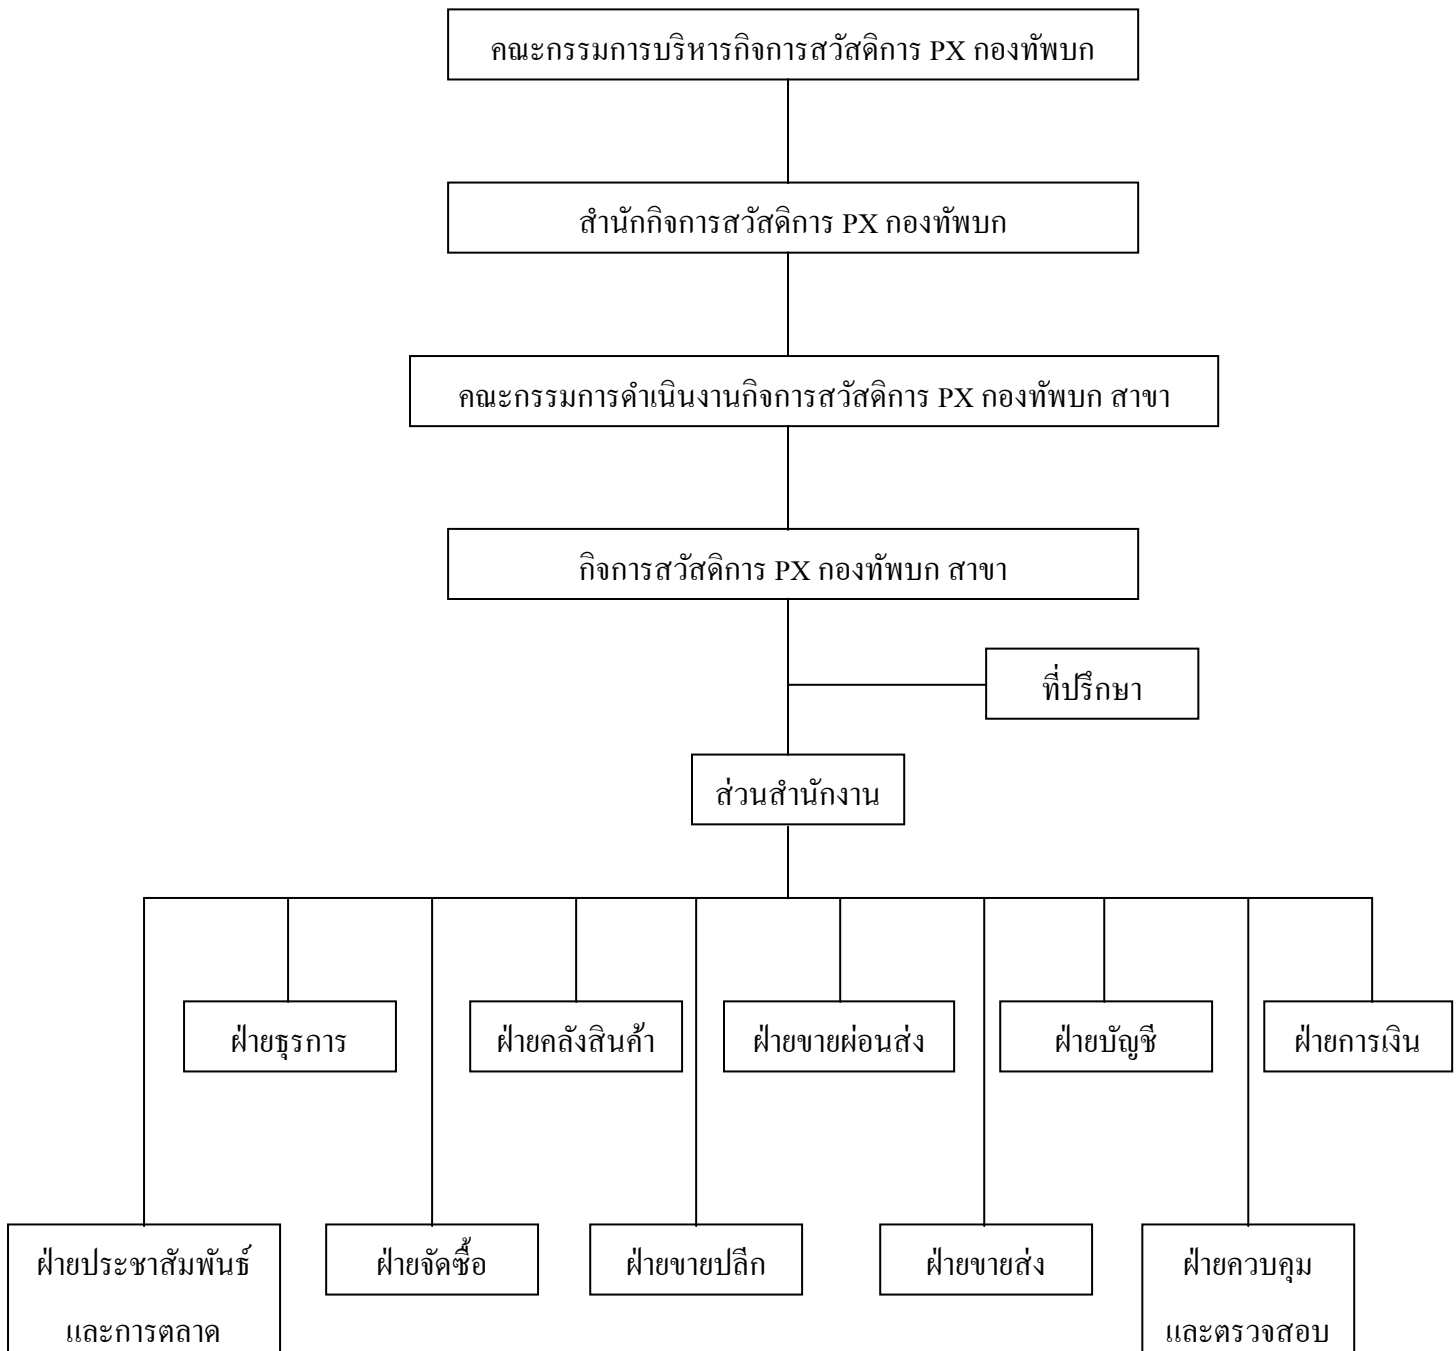 คณะกรรมการบริหารกิจการสวัสดิการ PX กองทัพบก
สำนักกิจการสวัสดิการ PX กองทัพบก
คณะกรรมการดำเนินงานกิจการสวัสดิการ PX กองทัพบก สาขา
กิจการสวัสดิการ PX กองทัพบก สาขา
ที่ปรึกษา
ส่วนสำนักงาน
ฝ่ายธุรการ
ฝ่ายคลังสินค้า
ฝ่ายขายผ่อนส่ง
ฝ่ายบัญชี
ฝ่ายการเงิน
ฝ่ายประชาสัมพันธ์
และการตลาด
ฝ่ายจัดซื้อ
ฝ่ายขายปลีก
ฝ่ายขายส่ง
ฝ่ายควบคุม
และตรวจสอบ